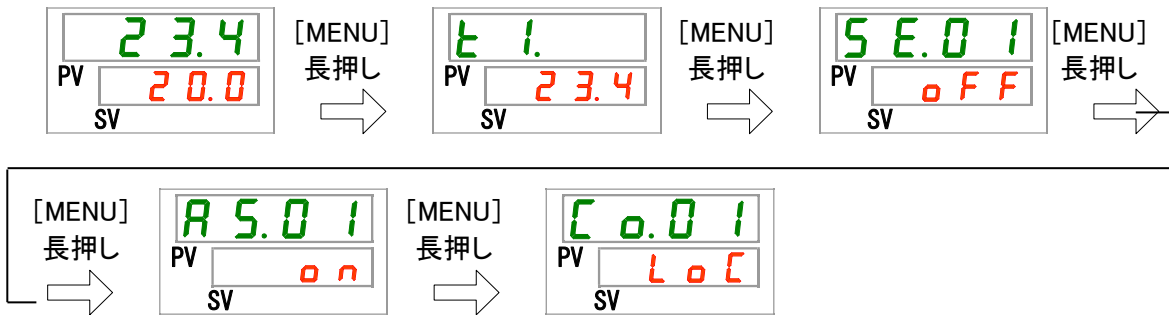 23.4
PV
20.0
SV
[MENU]
長押し
t 1.
PV
23.4
SV
[MENU]
長押し
SE.01
PV
oFF
SV
[MENU]
長押し
[MENU]
長押し
AS.01
PV
on
SV
[MENU]
長押し
Co.01
PV
LoC
SV